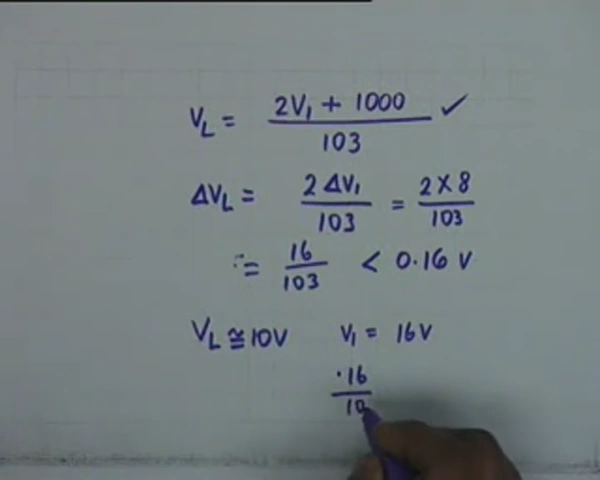 V_L = (2V₁ + 1000) / 103 ✓
ΔV_L = 2ΔV₁ / 103 = 2 × 8 / 103
= 16 / 103 < 0.16 V
V_L ≅ 10V V₁ = 16V
·16 / 10